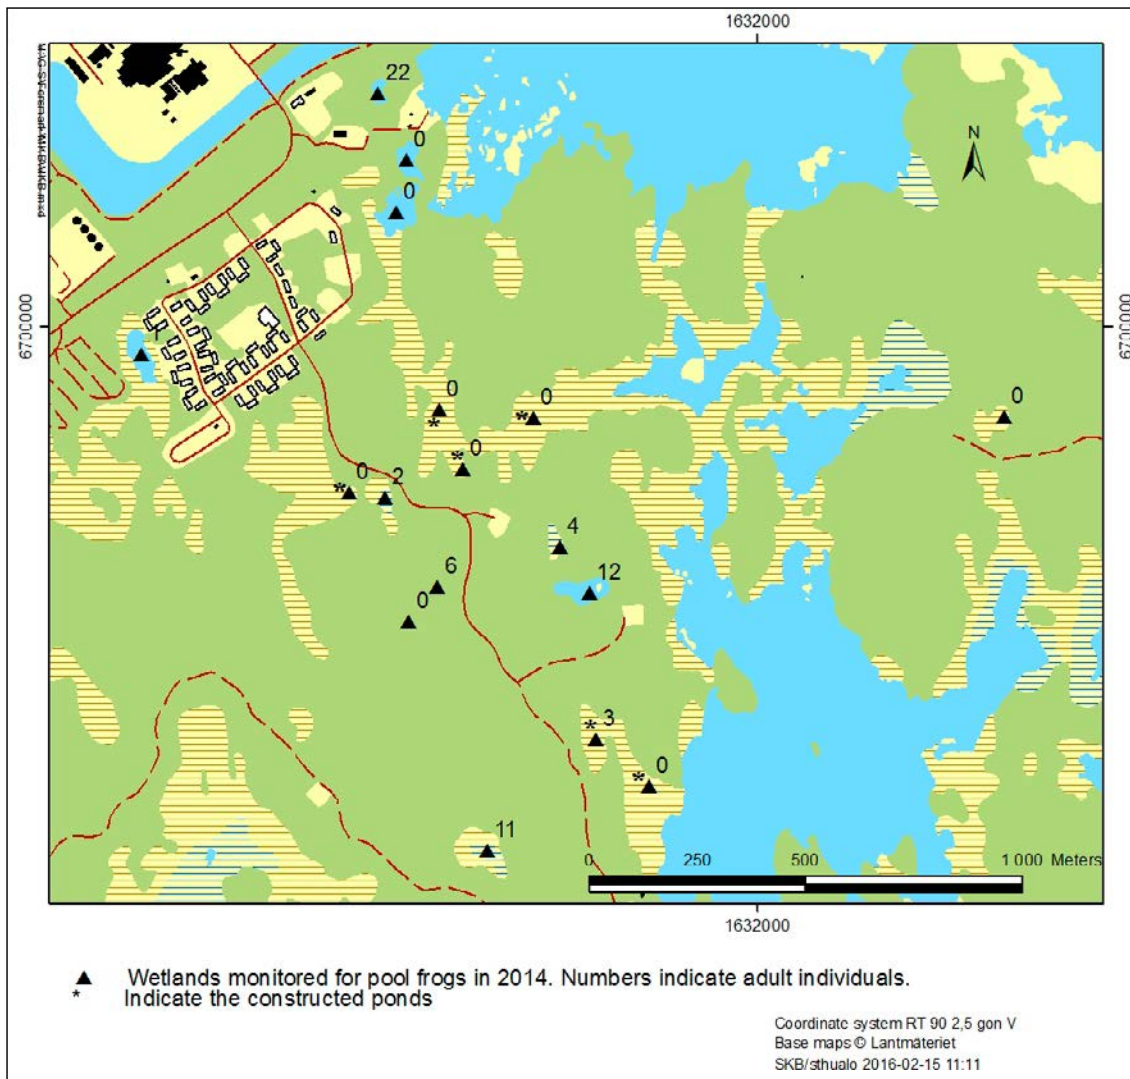 1632000
22
0
N
0
6700000
6700000
0
0
0
0
0
2
4
6
12
0
3
0
11
0 250 500 1 000 Meters
1632000
▲ Wetlands monitored for pool frogs in 2014. Numbers indicate adult individuals.
* Indicate the constructed ponds
Coordinate system RT 90 2,5 gon V
Base maps © Lantmäteriet
SKB/sthualo 2016-02-15 11:11